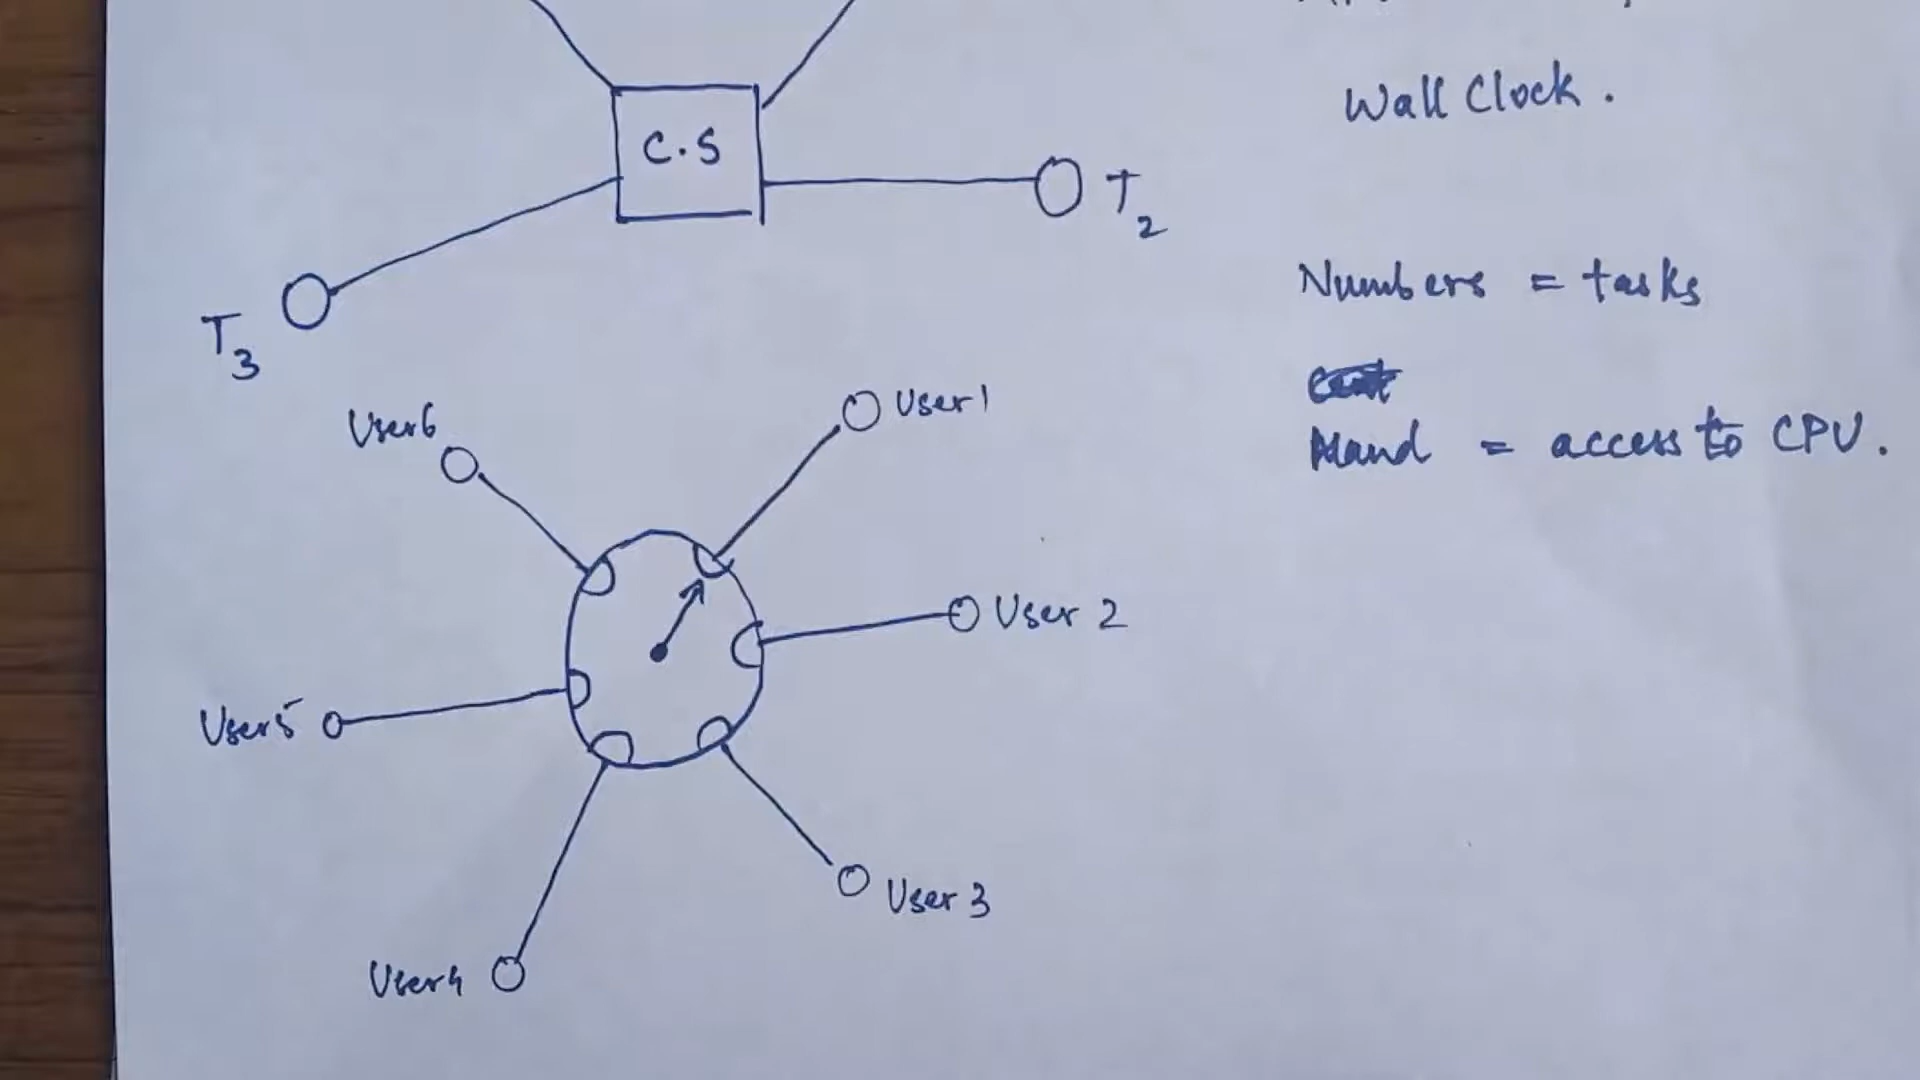 Wall Clock.
C.S
T2
Numbers = tasks
T3
Hand = access to CPU.
User1
User6
User 2
User5
User 3
User4